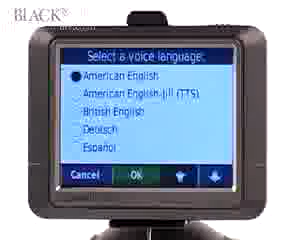 BLACK
Select a voice language:
American English
American English-Jill (TTS)
British English
Deutsch
Español
Cancel
OK